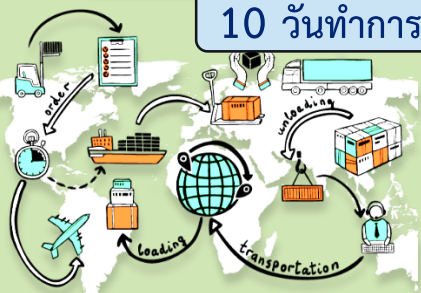 10 วันทำการ
order
unloading
loading
transportation